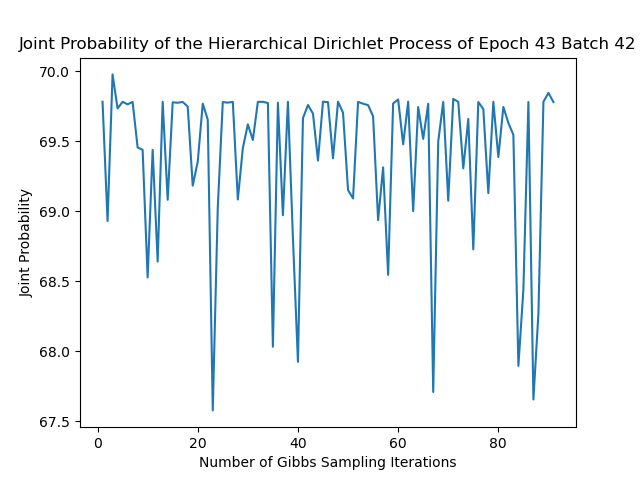 Joint Probability of the Hierarchical Dirichlet Process of Epoch 43 Batch 42
70.0
69.5
69.0
68.5
68.0
67.5
Joint Probability
0 20 40 60 80
Number of Gibbs Sampling Iterations